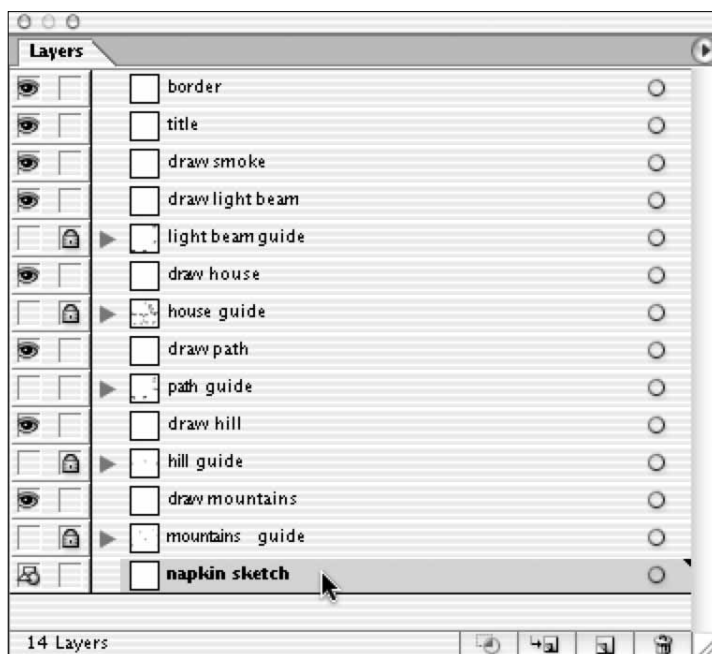 Layers
border
title
draw smoke
draw light beam
light beam guide
draw house
house guide
draw path
path guide
draw hill
hill guide
draw mountains
mountains guide
napkin sketch
14 Layers